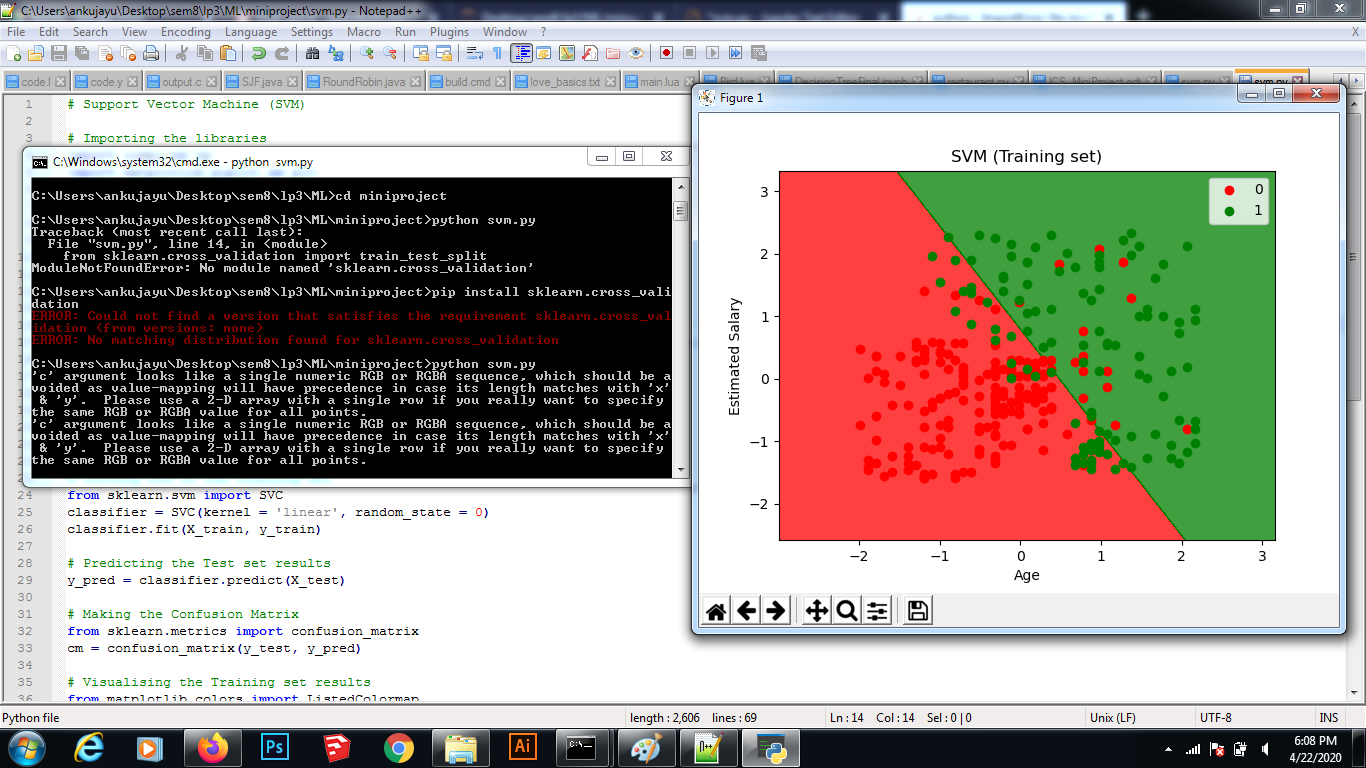 C:\Users\ankujayu\Desktop\sem8\lp3\ML\miniproject\svm.py - Notepad++
File Edit Search View Encoding Language Settings Macro Run Plugins Window ? X
code.l code.y output.c SJF.java RoundRobin.java build.cmd love_basics.txt main.lua Bird.lua DecisionTreeFinal.ipynb restaurant.py ICS_MiniProject.odt svm.py svm.py
1 # Support Vector Machine (SVM)
2
3 # Importing the libraries
C:\Windows\system32\cmd.exe - python svm.py
C:\Users\ankujayu\Desktop\sem8\lp3\ML>cd miniproject
C:\Users\ankujayu\Desktop\sem8\lp3\ML\miniproject>python svm.py
Traceback (most recent call last):
File "svm.py", line 14, in <module>
from sklearn.cross_validation import train_test_split
ModuleNotFoundError: No module named 'sklearn.cross_validation'
C:\Users\ankujayu\Desktop\sem8\lp3\ML\miniproject>pip install sklearn.cross_vali
dation
ERROR: Could not find a version that satisfies the requirement sklearn.cross_val
idation (from versions: none)
ERROR: No matching distribution found for sklearn.cross_validation
C:\Users\ankujayu\Desktop\sem8\lp3\ML\miniproject>python svm.py
'c' argument looks like a single numeric RGB or RGBA sequence, which should be a
voided as value-mapping will have precedence in case its length matches with 'x'
& 'y'.  Please use a 2-D array with a single row if you really want to specify
the same RGB or RGBA value for all points.
'c' argument looks like a single numeric RGB or RGBA sequence, which should be a
voided as value-mapping will have precedence in case its length matches with 'x'
& 'y'.  Please use a 2-D array with a single row if you really want to specify
the same RGB or RGBA value for all points.
24 from sklearn.svm import SVC
25 classifier = SVC(kernel = 'linear', random_state = 0)
26 classifier.fit(X_train, y_train)
27
28 # Predicting the Test set results
29 y_pred = classifier.predict(X_test)
30
31 # Making the Confusion Matrix
32 from sklearn.metrics import confusion_matrix
33 cm = confusion_matrix(y_test, y_pred)
34
35 # Visualising the Training set results
36 from matplotlib.colors import ListedColormap
Figure 1
SVM (Training set)
0
1
3
2
1
0
−1
−2
Estimated Salary
−2 −1 0 1 2 3
Age
Python file length : 2,606 lines : 69 Ln : 14 Col : 14 Sel : 0 | 0 Unix (LF) UTF-8 INS
Ps Ai C:\ 6:08 PM
4/22/2020